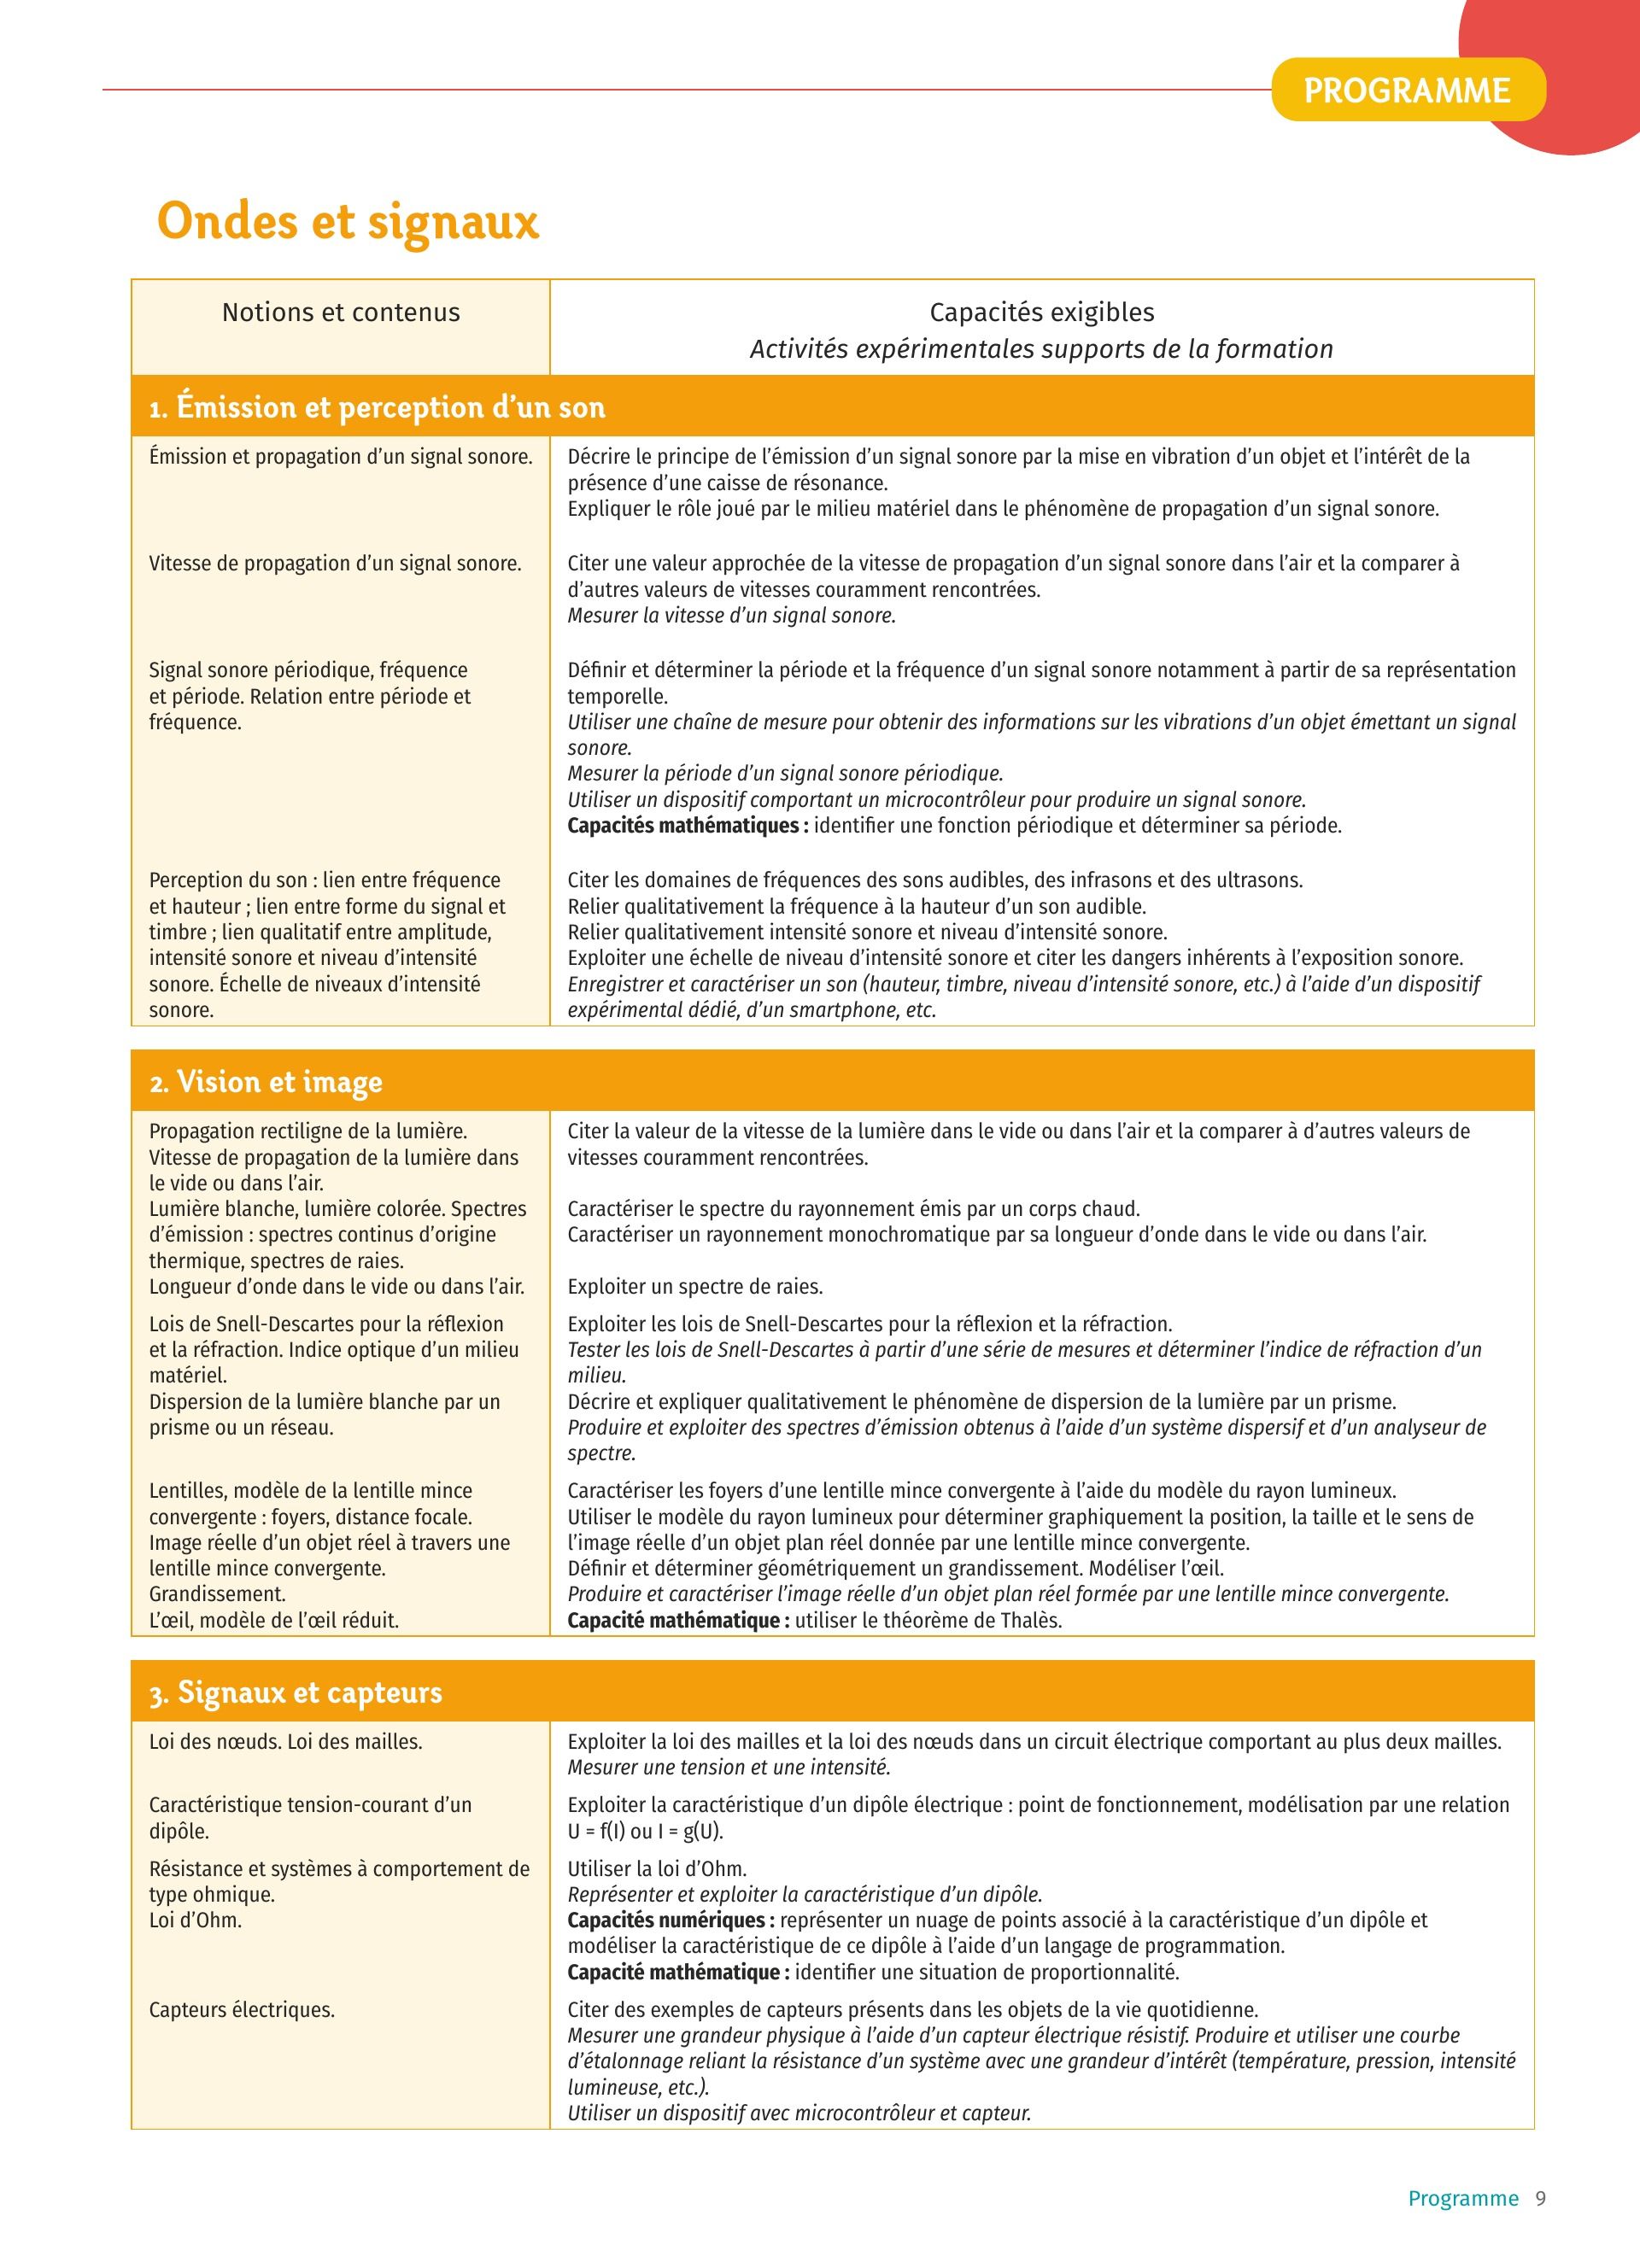 PROGRAMME
Ondes et signaux
Notions et contenus
Capacités exigibles
Activités expérimentales supports de la formation
1. Émission et perception d’un son
Émission et propagation d’un signal sonore.
Décrire le principe de l’émission d’un signal sonore par la mise en vibration d’un objet et l’intérêt de la
présence d’une caisse de résonance.
Expliquer le rôle joué par le milieu matériel dans le phénomène de propagation d’un signal sonore.
Vitesse de propagation d’un signal sonore.
Citer une valeur approchée de la vitesse de propagation d’un signal sonore dans l’air et la comparer à
d’autres valeurs de vitesses couramment rencontrées.
Mesurer la vitesse d’un signal sonore.
Signal sonore périodique, fréquence
et période. Relation entre période et
fréquence.
Définir et déterminer la période et la fréquence d’un signal sonore notamment à partir de sa représentation
temporelle.
Utiliser une chaîne de mesure pour obtenir des informations sur les vibrations d’un objet émettant un signal
sonore.
Mesurer la période d’un signal sonore périodique.
Utiliser un dispositif comportant un microcontrôleur pour produire un signal sonore.
Capacités mathématiques : identifier une fonction périodique et déterminer sa période.
Perception du son : lien entre fréquence
et hauteur ; lien entre forme du signal et
timbre ; lien qualitatif entre amplitude,
intensité sonore et niveau d’intensité
sonore. Échelle de niveaux d’intensité
sonore.
Citer les domaines de fréquences des sons audibles, des infrasons et des ultrasons.
Relier qualitativement la fréquence à la hauteur d’un son audible.
Relier qualitativement intensité sonore et niveau d’intensité sonore.
Exploiter une échelle de niveau d’intensité sonore et citer les dangers inhérents à l’exposition sonore.
Enregistrer et caractériser un son (hauteur, timbre, niveau d’intensité sonore, etc.) à l’aide d’un dispositif
expérimental dédié, d’un smartphone, etc.
2. Vision et image
Propagation rectiligne de la lumière.
Vitesse de propagation de la lumière dans
le vide ou dans l’air.
Lumière blanche, lumière colorée. Spectres
d’émission : spectres continus d’origine
thermique, spectres de raies.
Longueur d’onde dans le vide ou dans l’air.
Citer la valeur de la vitesse de la lumière dans le vide ou dans l’air et la comparer à d’autres valeurs de
vitesses couramment rencontrées.
Caractériser le spectre du rayonnement émis par un corps chaud.
Caractériser un rayonnement monochromatique par sa longueur d’onde dans le vide ou dans l’air.
Exploiter un spectre de raies.
Lois de Snell-Descartes pour la réflexion
et la réfraction. Indice optique d’un milieu
matériel.
Dispersion de la lumière blanche par un
prisme ou un réseau.
Exploiter les lois de Snell-Descartes pour la réflexion et la réfraction.
Tester les lois de Snell-Descartes à partir d’une série de mesures et déterminer l’indice de réfraction d’un
milieu.
Décrire et expliquer qualitativement le phénomène de dispersion de la lumière par un prisme.
Produire et exploiter des spectres d’émission obtenus à l’aide d’un système dispersif et d’un analyseur de
spectre.
Lentilles, modèle de la lentille mince
convergente : foyers, distance focale.
Image réelle d’un objet réel à travers une
lentille mince convergente.
Grandissement.
L’œil, modèle de l’œil réduit.
Caractériser les foyers d’une lentille mince convergente à l’aide du modèle du rayon lumineux.
Utiliser le modèle du rayon lumineux pour déterminer graphiquement la position, la taille et le sens de
l’image réelle d’un objet plan réel donnée par une lentille mince convergente.
Définir et déterminer géométriquement un grandissement. Modéliser l’œil.
Produire et caractériser l’image réelle d’un objet plan réel formée par une lentille mince convergente.
Capacité mathématique : utiliser le théorème de Thalès.
3. Signaux et capteurs
Loi des nœuds. Loi des mailles.
Exploiter la loi des mailles et la loi des nœuds dans un circuit électrique comportant au plus deux mailles.
Mesurer une tension et une intensité.
Caractéristique tension-courant d’un
dipôle.
Exploiter la caractéristique d’un dipôle électrique : point de fonctionnement, modélisation par une relation
U = f(I) ou I = g(U).
Résistance et systèmes à comportement de
type ohmique.
Loi d’Ohm.
Utiliser la loi d’Ohm.
Représenter et exploiter la caractéristique d’un dipôle.
Capacités numériques : représenter un nuage de points associé à la caractéristique d’un dipôle et
modéliser la caractéristique de ce dipôle à l’aide d’un langage de programmation.
Capacité mathématique : identifier une situation de proportionnalité.
Capteurs électriques.
Citer des exemples de capteurs présents dans les objets de la vie quotidienne.
Mesurer une grandeur physique à l’aide d’un capteur électrique résistif. Produire et utiliser une courbe
d’étalonnage reliant la résistance d’un système avec une grandeur d’intérêt (température, pression, intensité
lumineuse, etc.).
Utiliser un dispositif avec microcontrôleur et capteur.
Programme 9